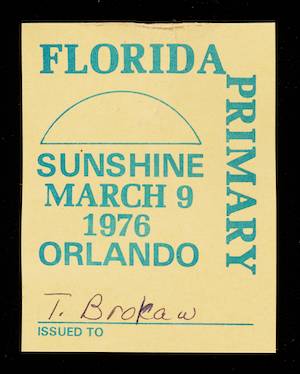 FLORIDA
PRIMARY
SUNSHINE
MARCH 9
1976
ORLANDO
T. Brokaw
ISSUED TO